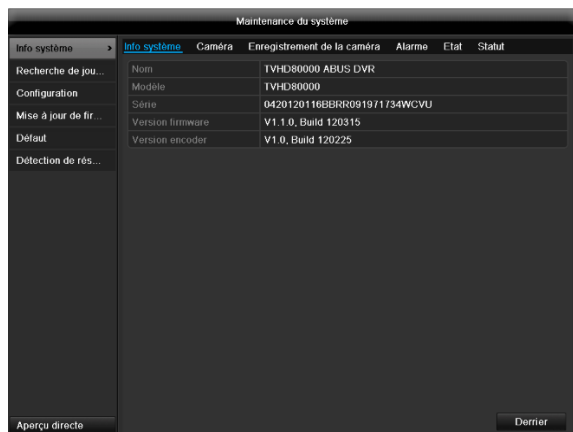 Maintenance du système
Info système >
Recherche de jou...
Configuration
Mise à jour de fir...
Défaut
Détection de rés...
Aperçu directe
Info système Caméra Enregistrement de la caméra Alarme Etat Statut
Nom TVHD80000 ABUS DVR
Modèle TVHD80000
Série 0420120116BBRR091971734WCVU
Version firmware V1.1.0, Build 120315
Version encoder V1.0, Build 120225
Derrier